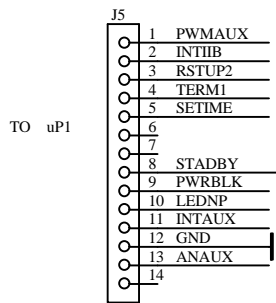 J5
1 PWMAUX
2 INTIIB
3 RSTUP2
4 TERM1
5 SETIME
TO uP1
6
7
8 STADBY
9 PWRBLK
10 LEDNP
11 INTAUX
12 GND
13 ANAUX
14